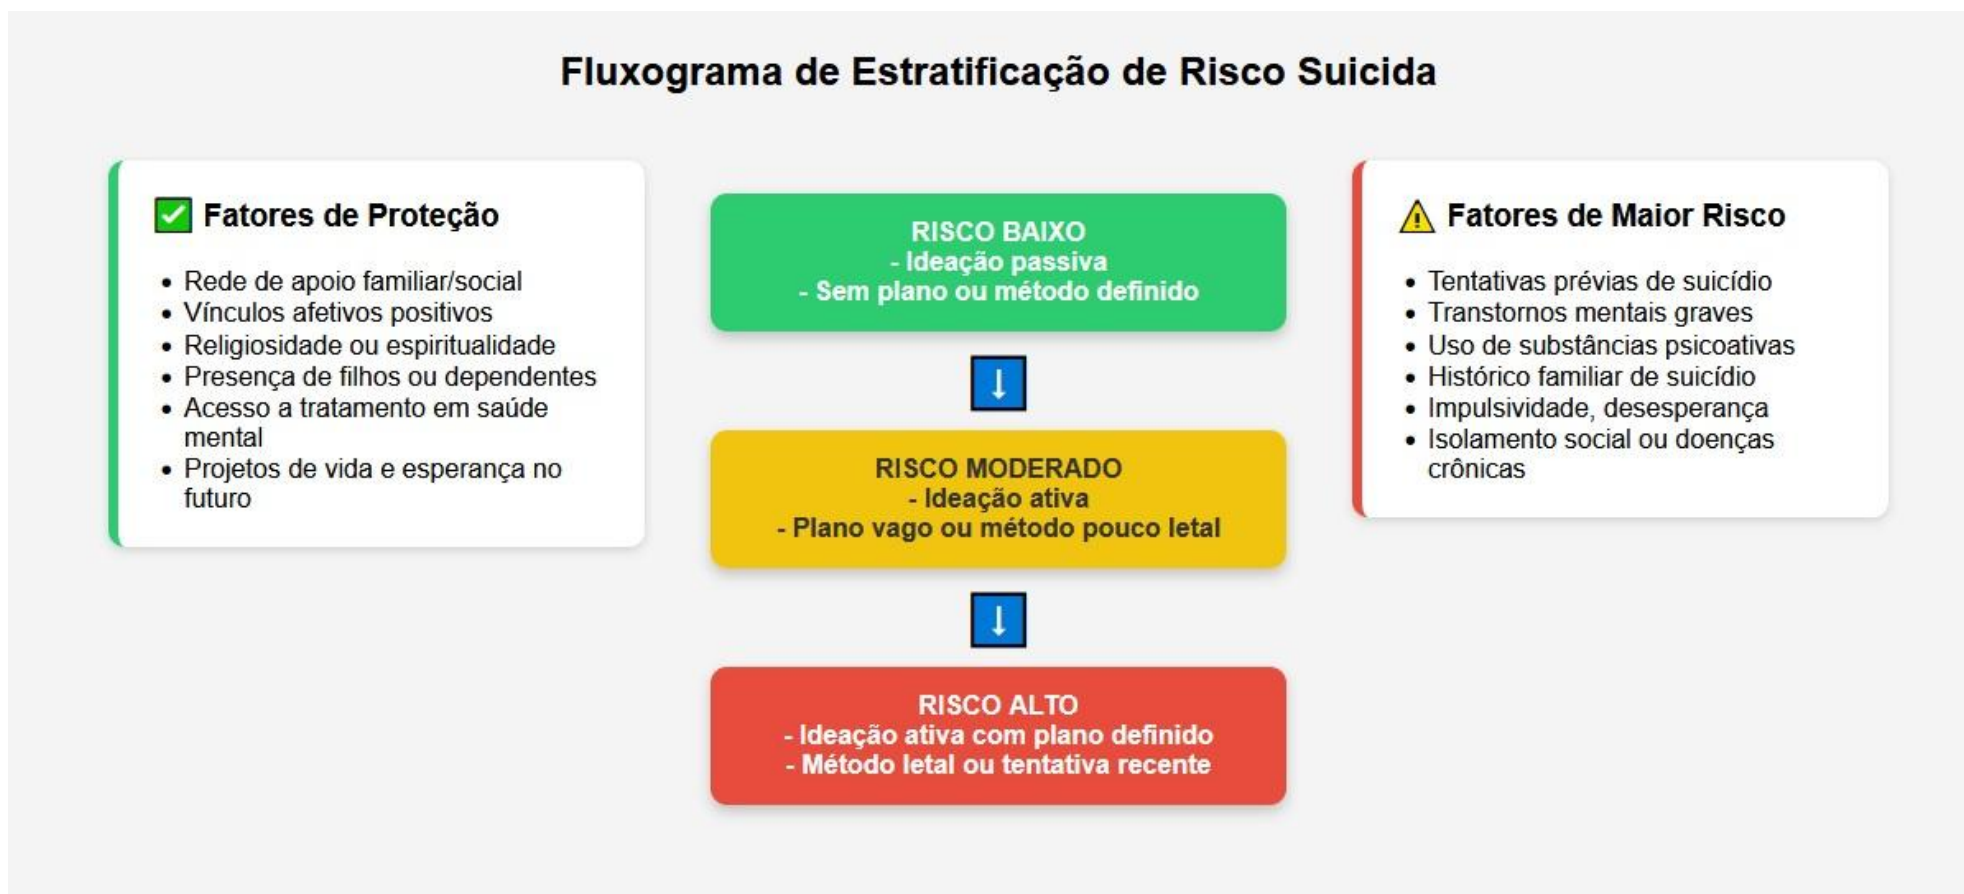 Fluxograma de Estratificação de Risco Suicida
✅ Fatores de Proteção
• Rede de apoio familiar/social
• Vínculos afetivos positivos
• Religiosidade ou espiritualidade
• Presença de filhos ou dependentes
• Acesso a tratamento em saúde
mental
• Projetos de vida e esperança no
futuro
RISCO BAIXO
- Ideação passiva
- Sem plano ou método definido
↓
RISCO MODERADO
- Ideação ativa
- Plano vago ou método pouco letal
↓
RISCO ALTO
- Ideação ativa com plano definido
- Método letal ou tentativa recente
⚠ Fatores de Maior Risco
• Tentativas prévias de suicídio
• Transtornos mentais graves
• Uso de substâncias psicoativas
• Histórico familiar de suicídio
• Impulsividade, desesperança
• Isolamento social ou doenças
crônicas